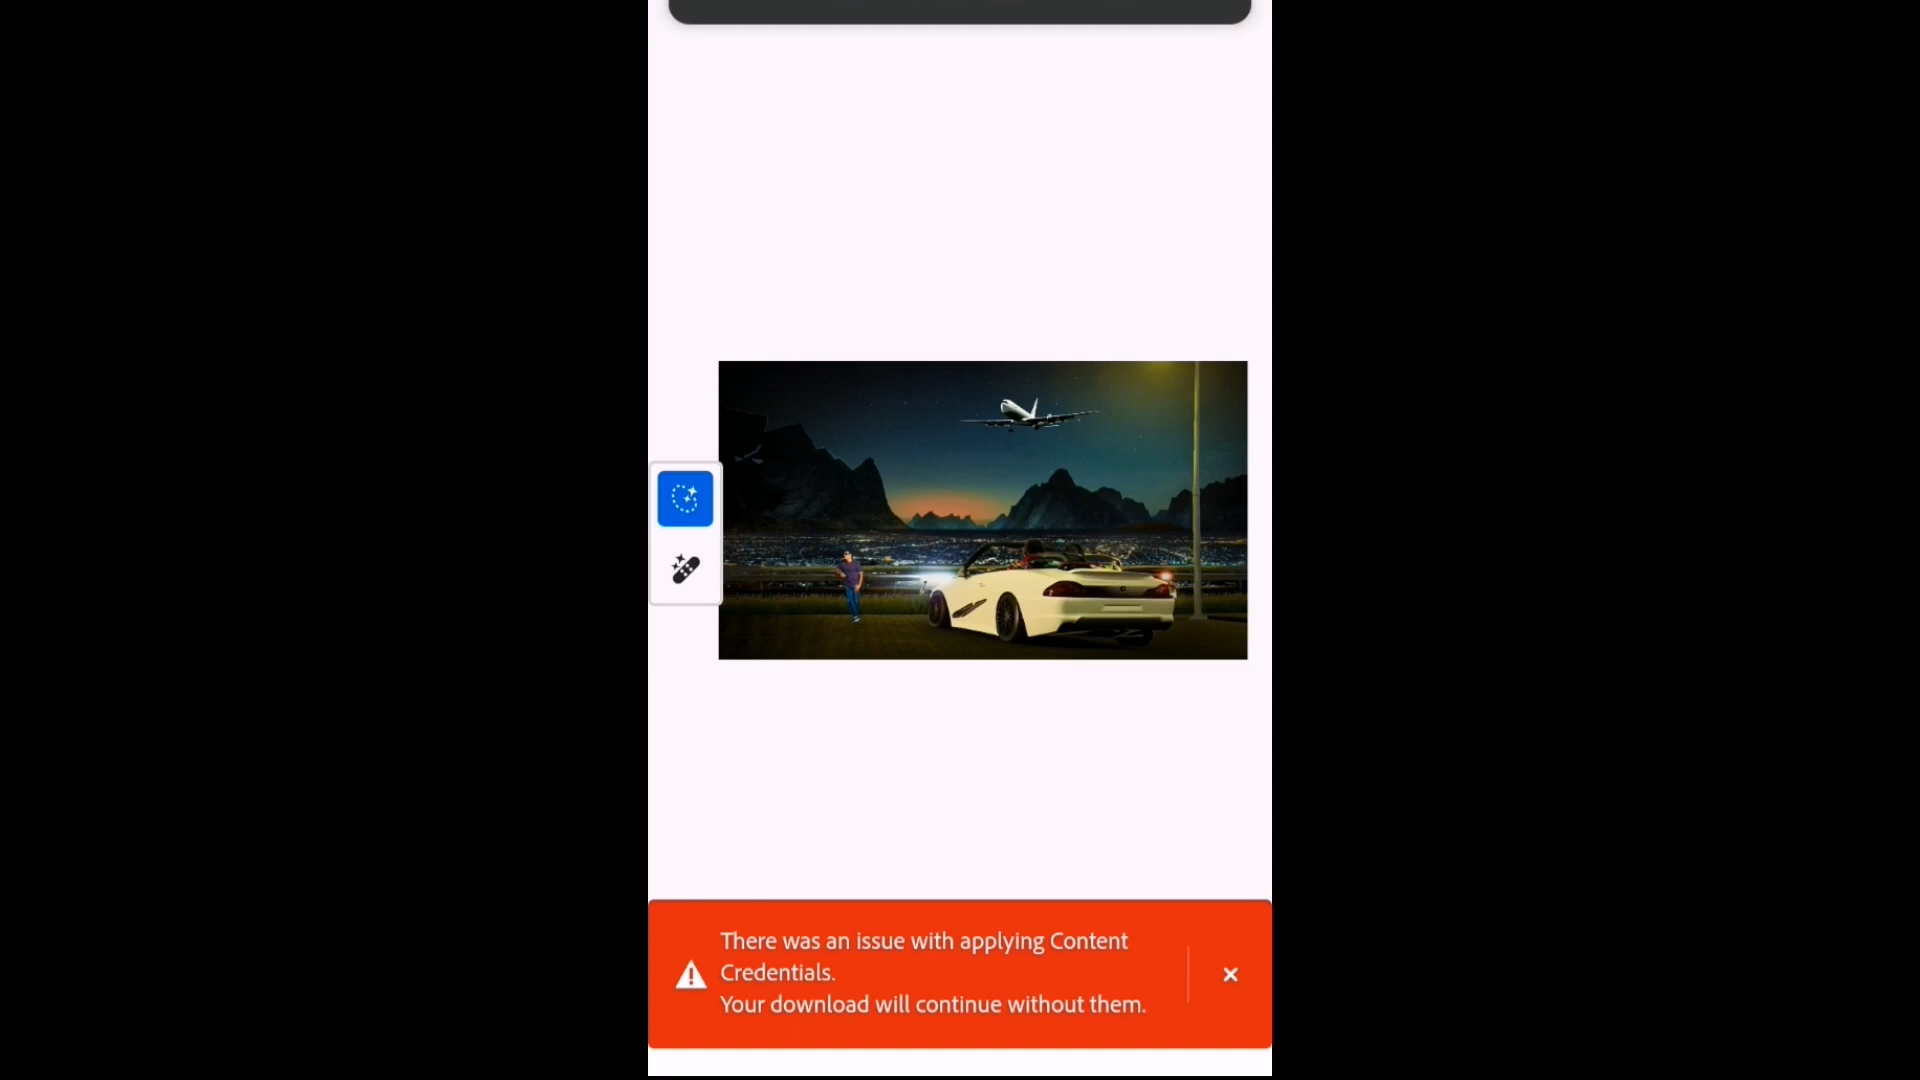 There was an issue with applying Content
Credentials.
Your download will continue without them.